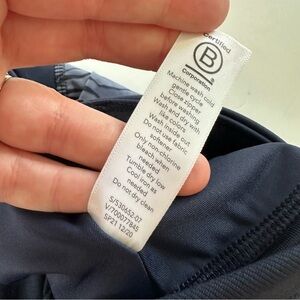 Certified
B
Corporation
Machine wash cold
gentle cycle
Close zipper
before washing
Wash and dry with
like colors
Wash inside out
Do not use fabric
softener
Only non-chlorine
bleach when
needed
Tumble dry low
Cool iron as
needed
Do not dry clean
S/530652-07
V/700077845
SP21 12/20